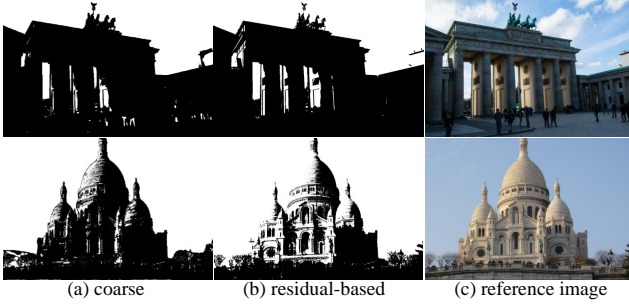 (a) coarse
(b) residual-based
(c) reference image